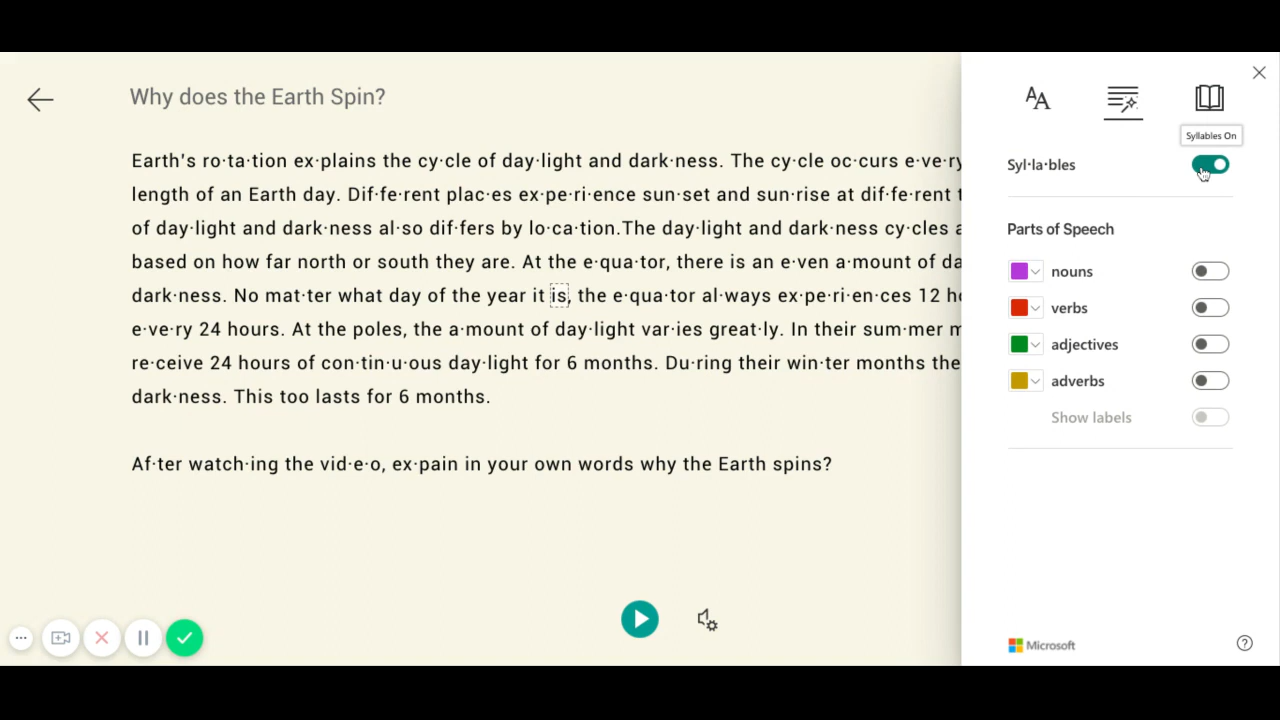 Why does the Earth Spin?
Earth's ro·ta·tion ex·plains the cy·cle of day·light and dark·ness. The cy·cle oc·curs e·ve·ry
length of an Earth day. Dif·fe·rent plac·es ex·pe·ri·ence sun·set and sun·rise at dif·fe·rent
of day·light and dark·ness al·so dif·fers by lo·ca·tion.The day·light and dark·ness cy·cles
based on how far north or south they are. At the e·qua·tor, there is an e·ven a·mount of
dark·ness. No mat·ter what day of the year it is, the e·qua·tor al·ways ex·pe·ri·en·ces 12
e·ve·ry 24 hours. At the poles, the a·mount of day·light var·ies great·ly. In their sum·mer
re·ceive 24 hours of con·tin·u·ous day·light for 6 months. Du·ring their win·ter months the
dark·ness. This too lasts for 6 months.
Af·ter watch·ing the vid·e·o, ex·pain in your own words why the Earth spins?
AA
Syllables On
Syl·la·bles
Parts of Speech
nouns
verbs
adjectives
adverbs
Show labels
Microsoft